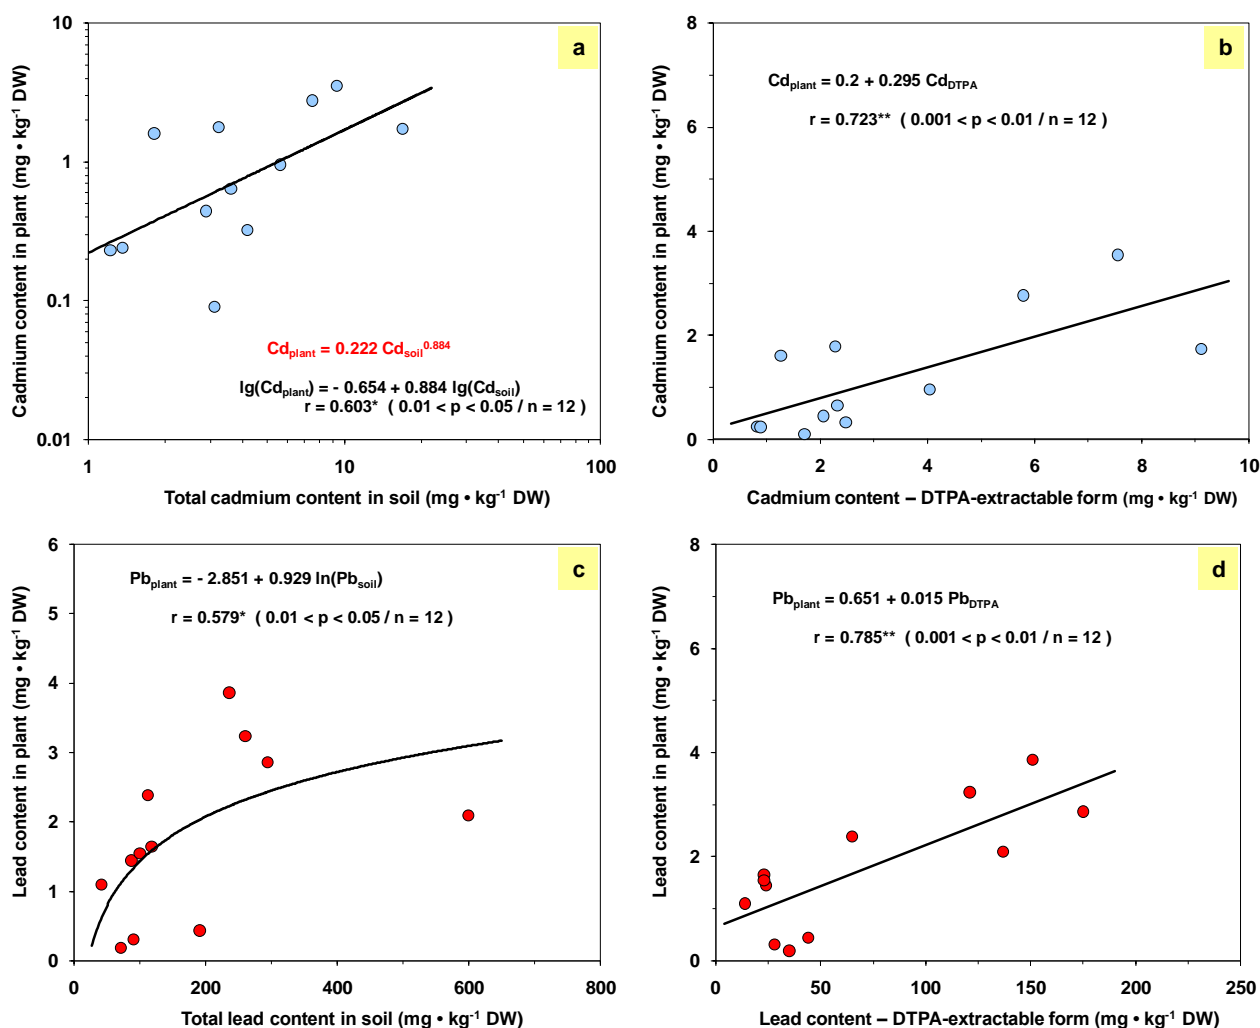 a
Cadmium content in plant (mg • kg-1 DW)
10
1
0.1
0.01
Cdplant = 0.222 Cdsoil0.884
lg(Cdplant) = - 0.654 + 0.884 lg(Cdsoil)
r = 0.603* ( 0.01 < p < 0.05 / n = 12 )
1
10
100
Total cadmium content in soil (mg • kg-1 DW)
b
Cadmium content in plant (mg • kg-1 DW)
8
6
4
2
0
Cdplant = 0.2 + 0.295 CdDTPA
r = 0.723** ( 0.001 < p < 0.01 / n = 12 )
0
2
4
6
8
10
Cadmium content – DTPA-extractable form (mg • kg-1 DW)
c
Lead content in plant (mg • kg-1 DW)
6
5
4
3
2
1
0
Pbplant = - 2.851 + 0.929 ln(Pbsoil)
r = 0.579* ( 0.01 < p < 0.05 / n = 12 )
0
200
400
600
800
Total lead content in soil (mg • kg-1 DW)
d
Lead content in plant (mg • kg-1 DW)
8
6
4
2
0
Pbplant = 0.651 + 0.015 PbDTPA
r = 0.785** ( 0.001 < p < 0.01 / n = 12 )
0
50
100
150
200
250
Lead content – DTPA-extractable form (mg • kg-1 DW)